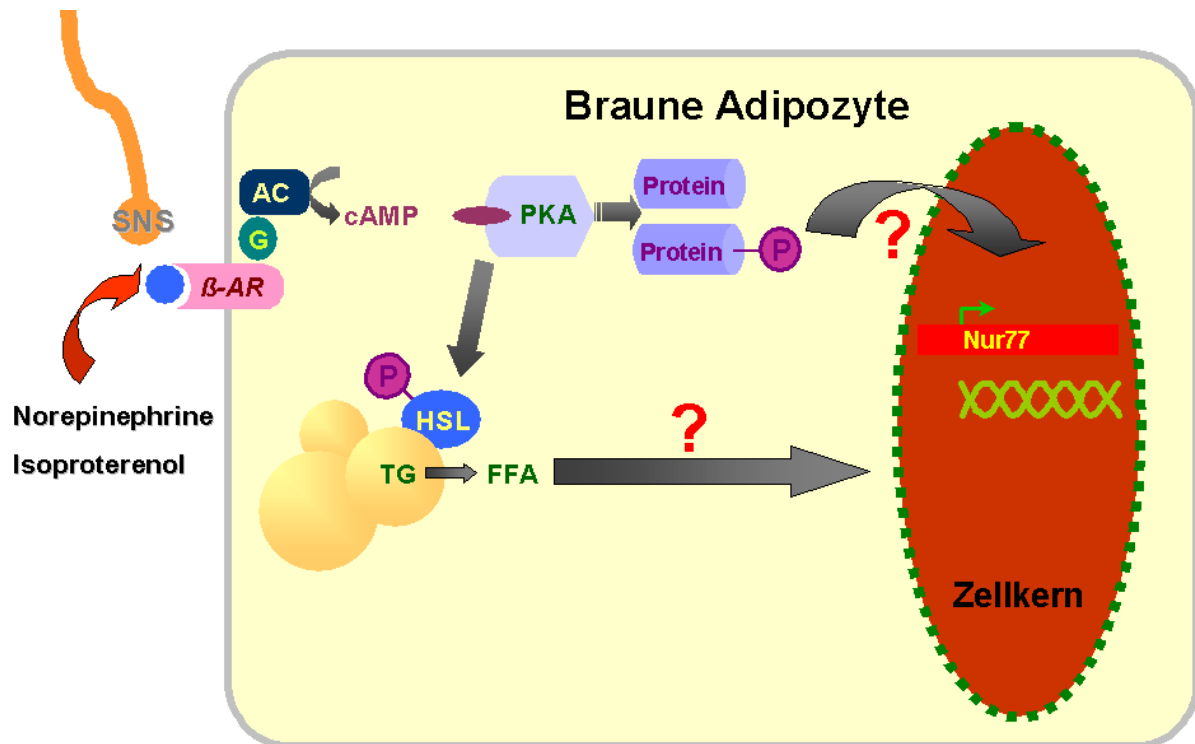 Braune Adipozyte
SNS
AC
G
ß-AR
cAMP
PKA
Protein
Protein
P
?
Nur77
Norepinephrine
Isoproterenol
P
HSL
TG
FFA
?
Zellkern